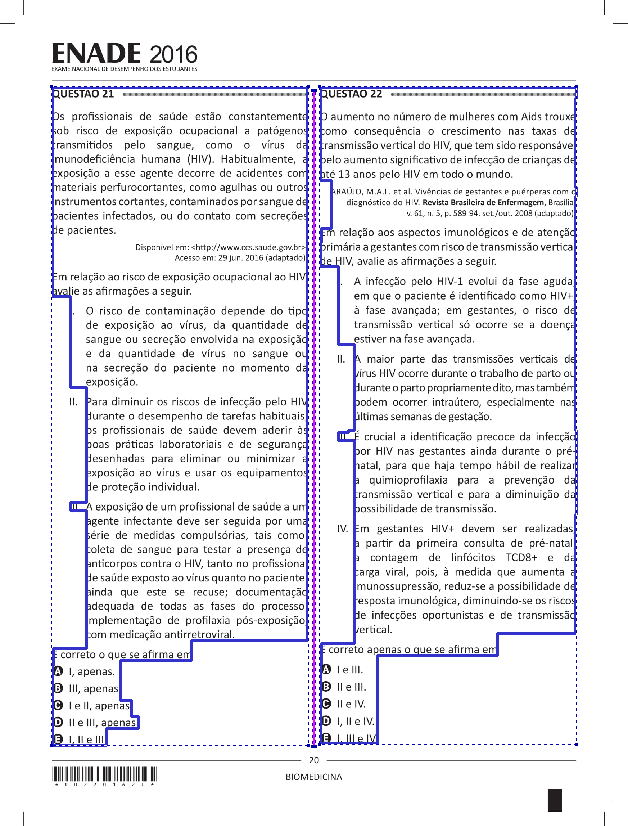 ENADE 2016
EXAME NACIONAL DE DESEMPENHO DOS ESTUDANTES
QUESTÃO 21
Os profissionais de saúde estão constantemente
sob risco de exposição ocupacional a patógenos
transmitidos pelo sangue, como o vírus da
imunodeficiência humana (HIV). Habitualmente, a
exposição a esse agente decorre de acidentes com
materiais perfurocortantes, como agulhas ou outros
instrumentos cortantes, contaminados por sangue de
pacientes infectados, ou do contato com secreções
de pacientes.
Disponível em: <http://www.ccs.saude.gov.br>
Acesso em: 29 jun. 2016 (adaptado)
Em relação ao risco de exposição ocupacional ao HIV
avalie as afirmações a seguir.
I. O risco de contaminação depende do tipo
de exposição ao vírus, da quantidade de
sangue ou secreção envolvida na exposição
e da quantidade de vírus no sangue ou
na secreção do paciente no momento da
exposição.
II. Para diminuir os riscos de infecção pelo HIV
durante o desempenho de tarefas habituais
os profissionais de saúde devem aderir às
boas práticas laboratoriais e de segurança
desenhadas para eliminar ou minimizar a
exposição ao vírus e usar os equipamentos
de proteção individual.
III. A exposição de um profissional de saúde a um
agente infectante deve ser seguida por uma
série de medidas compulsórias, tais como
coleta de sangue para testar a presença de
anticorpos contra o HIV, tanto no profissional
de saúde exposto ao vírus quanto no paciente
ainda que este se recuse; documentação
adequada de todas as fases do processo
implementação de profilaxia pós-exposição
com medicação antirretroviral.
É correto o que se afirma em
A I, apenas.
B III, apenas
C I e II, apenas
D II e III, apenas
E I, II e III
QUESTÃO 22
O aumento no número de mulheres com Aids trouxe
como consequência o crescimento nas taxas de
transmissão vertical do HIV, que tem sido responsável
pelo aumento significativo de infecção de crianças de
até 13 anos pelo HIV em todo o mundo.
ARAÚJO, M.A.L. et al. Vivências de gestantes e puérperas com o
diagnóstico do HIV. Revista Brasileira de Enfermagem, Brasília
v. 61, n. 5, p. 589-94. set./out. 2008 (adaptado)
Em relação aos aspectos imunológicos e de atenção
primária a gestantes com risco de transmissão vertical
de HIV, avalie as afirmações a seguir.
I. A infecção pelo HIV-1 evolui da fase aguda
em que o paciente é identificado como HIV+
à fase avançada; em gestantes, o risco de
transmissão vertical só ocorre se a doença
estiver na fase avançada.
II. A maior parte das transmissões verticais de
vírus HIV ocorre durante o trabalho de parto ou
durante o parto propriamente dito, mas também
podem ocorrer intraútero, especialmente nas
últimas semanas de gestação.
III. É crucial a identificação precoce da infecção
por HIV nas gestantes ainda durante o pré-
natal, para que haja tempo hábil de realizar
a quimioprofilaxia para a prevenção da
transmissão vertical e para a diminuição da
possibilidade de transmissão.
IV. Em gestantes HIV+ devem ser realizadas
a partir da primeira consulta de pré-natal
a contagem de linfócitos TCD8+ e da
carga viral, pois, à medida que aumenta a
imunossupressão, reduz-se a possibilidade de
resposta imunológica, diminuindo-se os riscos
de infecções oportunistas e de transmissão
vertical.
É correto apenas o que se afirma em
A I e III.
B II e III.
C II e IV.
D I, II e IV.
E I, III e IV
20
BIOMEDICINA